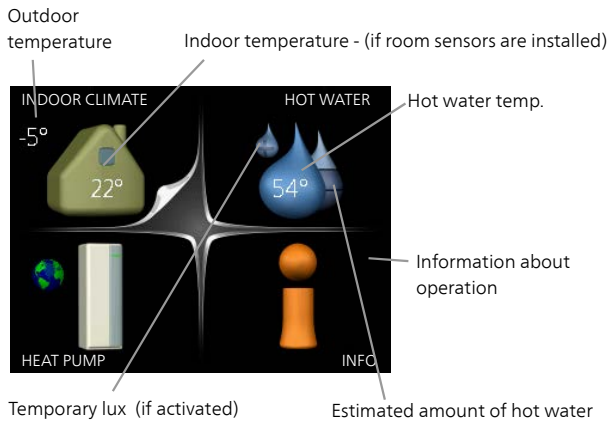 Outdoor
temperature
Indoor temperature - (if room sensors are installed)
INDOOR CLIMATE
HOT WATER
Hot water temp.
-5°
22°
54°
Information about
operation
HEAT PUMP
INFO
Temporary lux (if activated)
Estimated amount of hot water